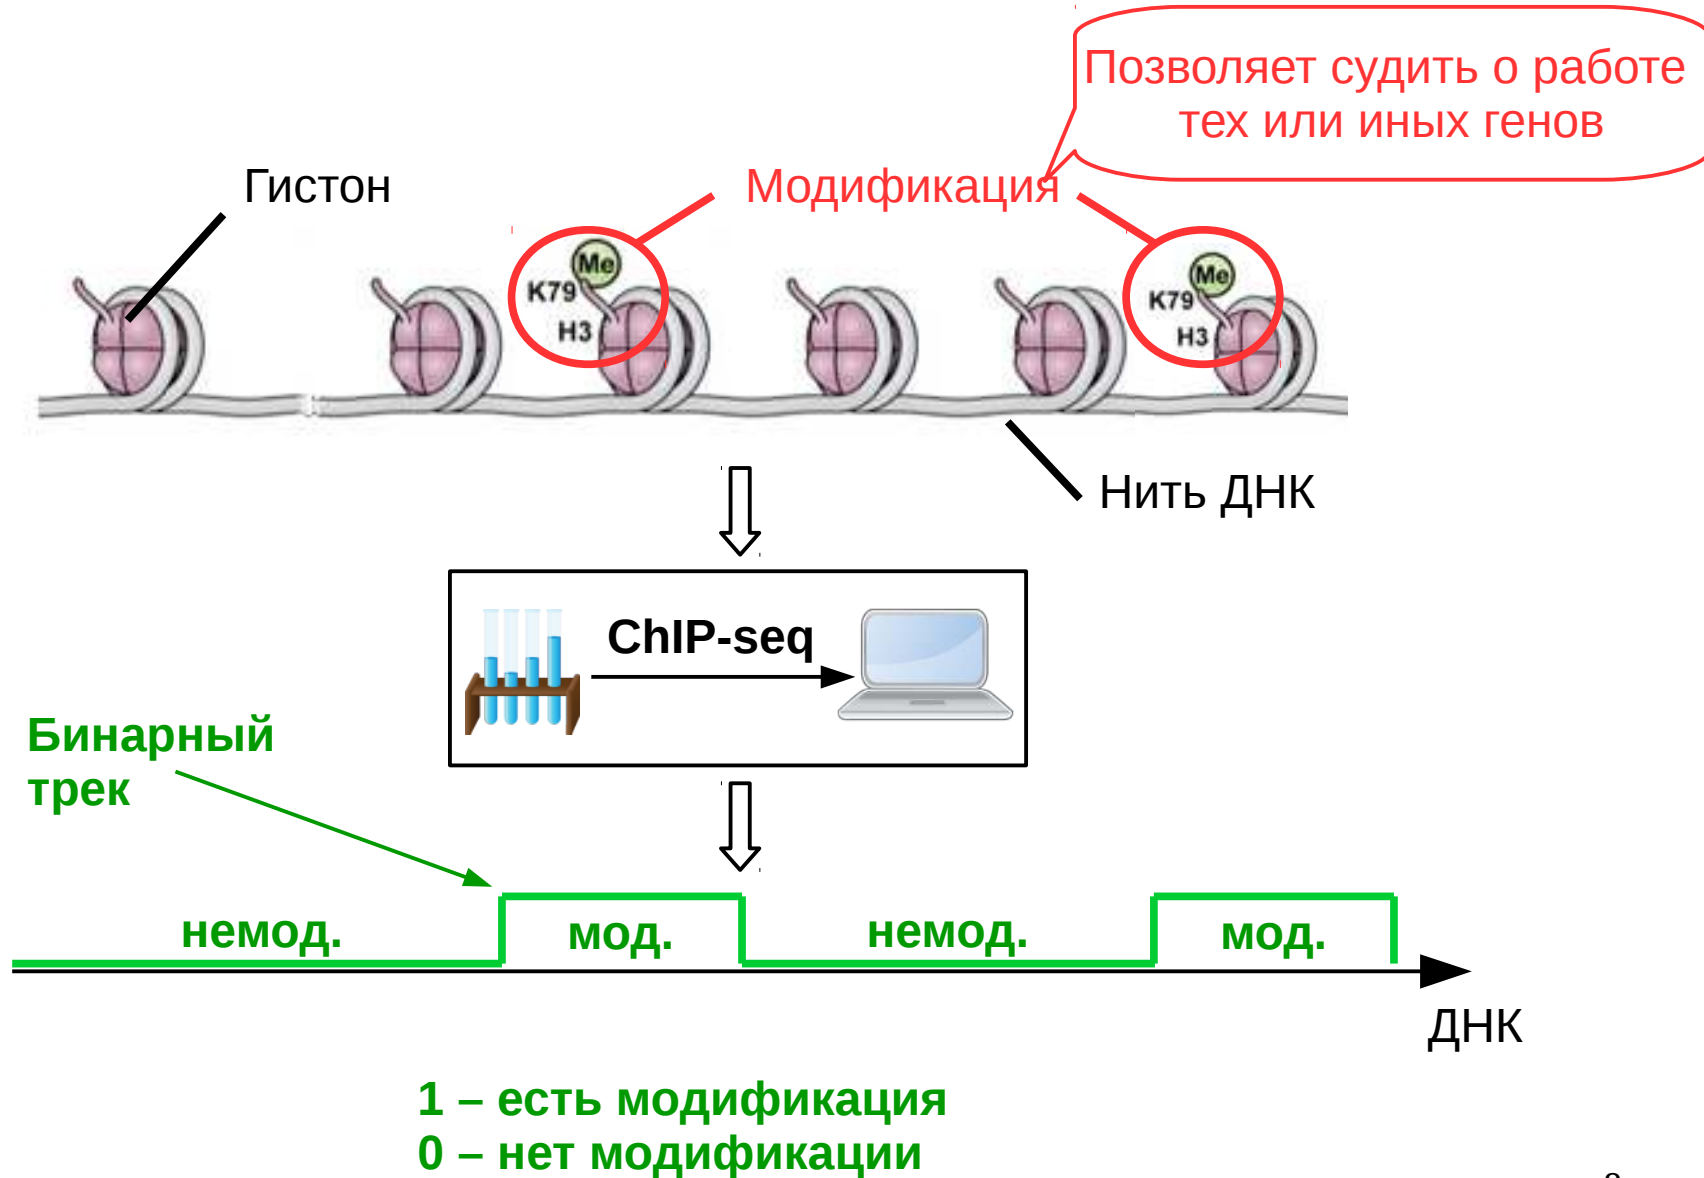 Позволяет судить о работе
тех или иных генов
Гистон
Модификация
Me
K79
H3
Me
K79
H3
Нить ДНК
ChIP-seq
Бинарный
трек
немод.
мод.
немод.
мод.
ДНК
1 – есть модификация
0 – нет модификации